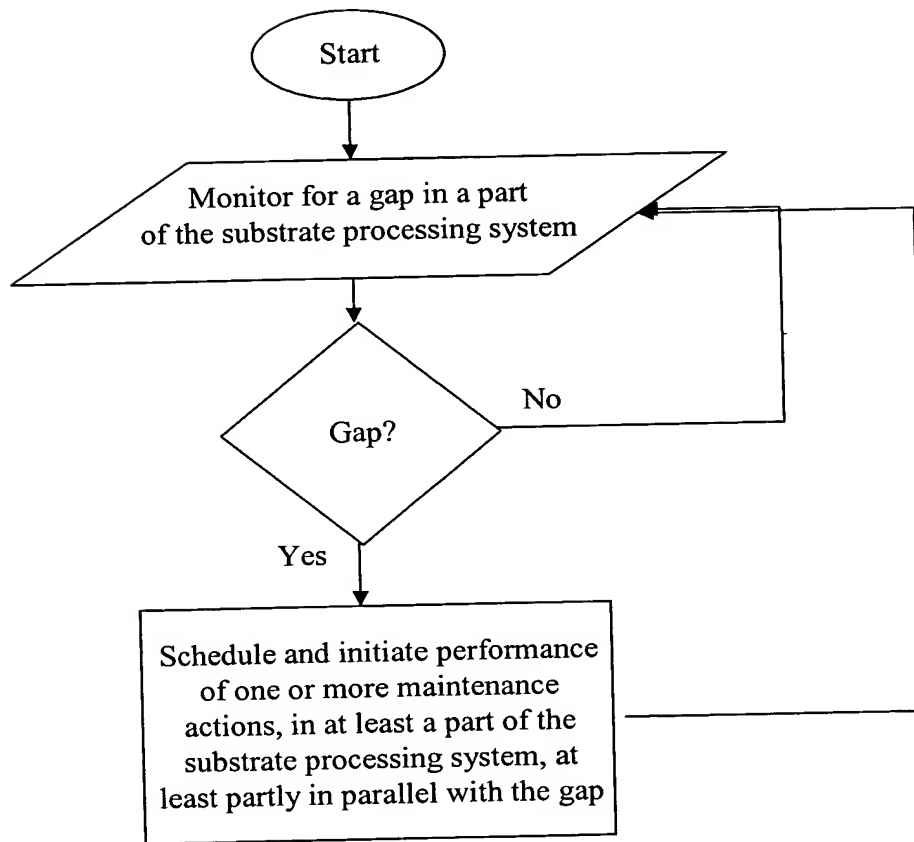 Start
Monitor for a gap in a part
of the substrate processing system
Gap?
No
Yes
Schedule and initiate performance
of one or more maintenance
actions, in at least a part of the
substrate processing system, at
least partly in parallel with the gap